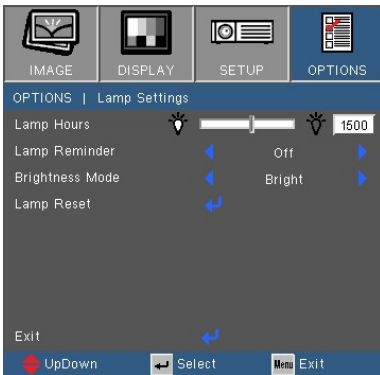 IMAGE DISPLAY SETUP OPTIONS
OPTIONS | Lamp Settings
Lamp Hours 1500
Lamp Reminder Off
Brightness Mode Bright
Lamp Reset
Exit
UpDown Select Menu Exit